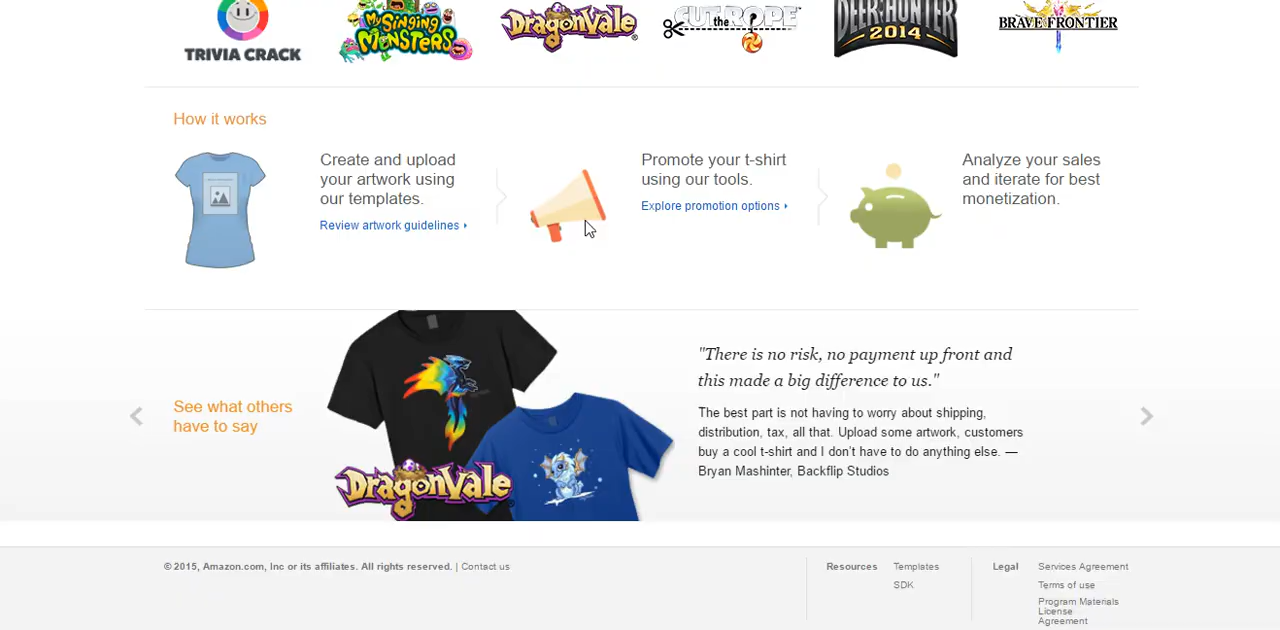 TRIVIA CRACK
My Singing Monsters
DRAGONVALE
CUT the ROPE
DEER HUNTER
2014
BRAVE FRONTIER
How it works
Create and upload
your artwork using
our templates.
Review artwork guidelines
Promote your t-shirt
using our tools.
Explore promotion options
Analyze your sales
and iterate for best
monetization.
See what others
have to say
DRAGONVALE
"There is no risk, no payment up front and
this made a big difference to us."
The best part is not having to worry about shipping,
distribution, tax, all that. Upload some artwork, customers
buy a cool t-shirt and I don't have to do anything else. —
Bryan Mashinter, Backflip Studios
© 2015, Amazon.com, Inc or its affiliates. All rights reserved. | Contact us
Resources
Templates
SDK
Legal
Services Agreement
Terms of use
Program Materials
License
Agreement